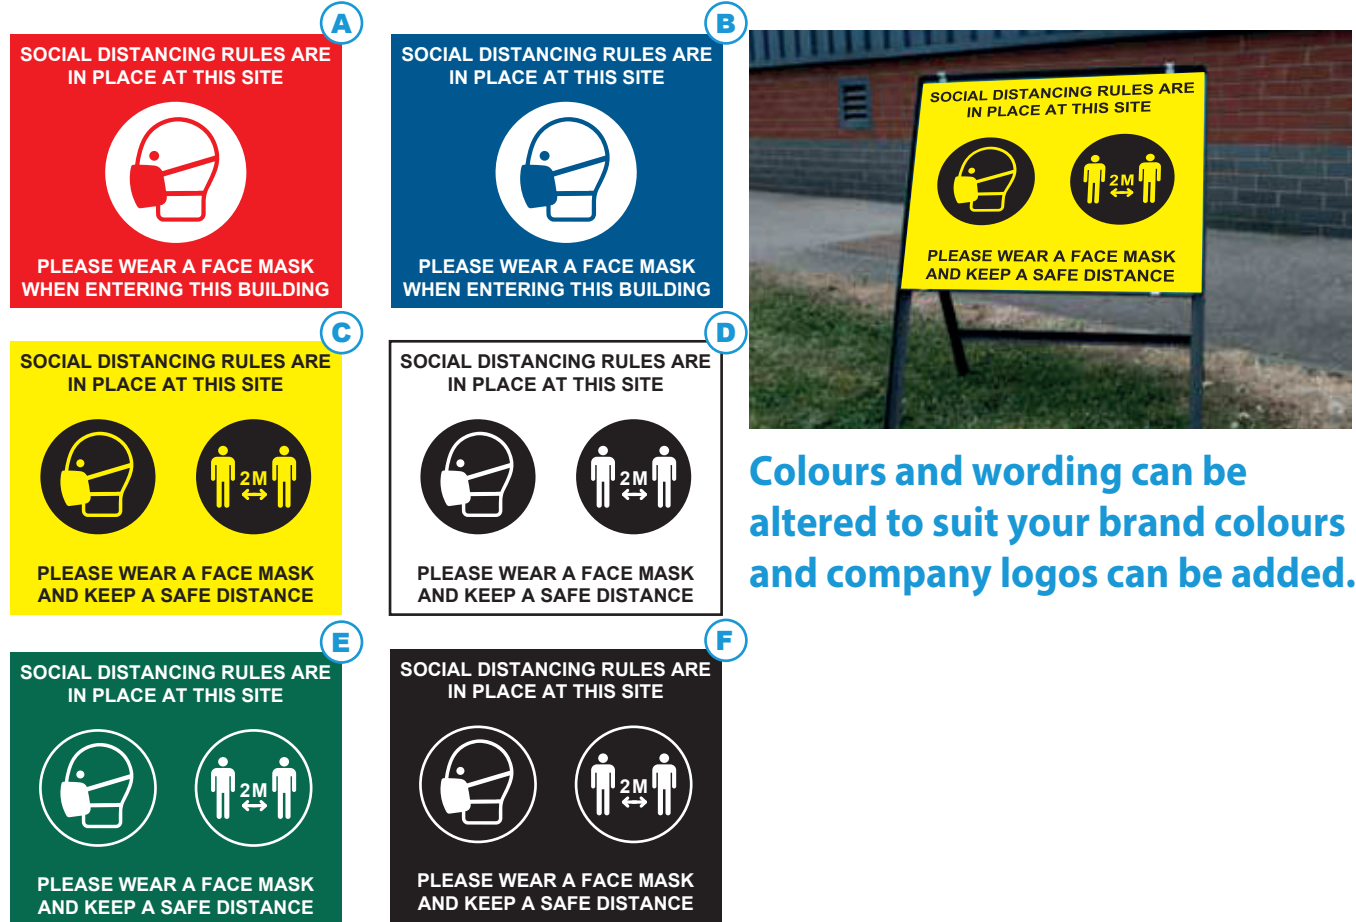 A
SOCIAL DISTANCING RULES ARE
IN PLACE AT THIS SITE
PLEASE WEAR A FACE MASK
WHEN ENTERING THIS BUILDING
B
SOCIAL DISTANCING RULES ARE
IN PLACE AT THIS SITE
PLEASE WEAR A FACE MASK
WHEN ENTERING THIS BUILDING
SOCIAL DISTANCING RULES ARE
IN PLACE AT THIS SITE
2M
PLEASE WEAR A FACE MASK
AND KEEP A SAFE DISTANCE
C
SOCIAL DISTANCING RULES ARE
IN PLACE AT THIS SITE
2M
PLEASE WEAR A FACE MASK
AND KEEP A SAFE DISTANCE
D
SOCIAL DISTANCING RULES ARE
IN PLACE AT THIS SITE
2M
PLEASE WEAR A FACE MASK
AND KEEP A SAFE DISTANCE
Colours and wording can be
altered to suit your brand colours
and company logos can be added.
E
SOCIAL DISTANCING RULES ARE
IN PLACE AT THIS SITE
2M
PLEASE WEAR A FACE MASK
AND KEEP A SAFE DISTANCE
F
SOCIAL DISTANCING RULES ARE
IN PLACE AT THIS SITE
2M
PLEASE WEAR A FACE MASK
AND KEEP A SAFE DISTANCE